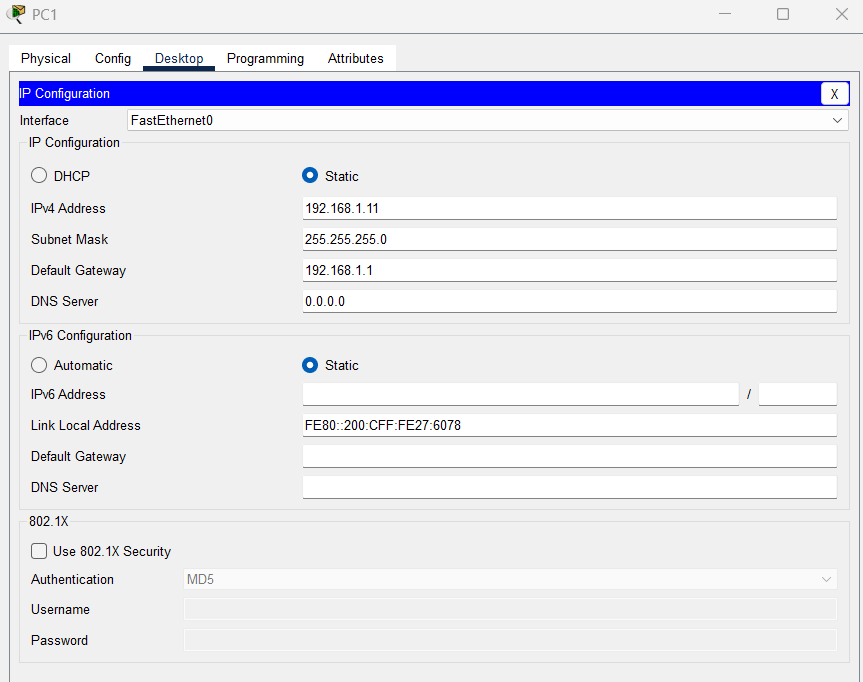 PC1
Physical Config Desktop Programming Attributes
IP Configuration X
Interface FastEthernet0
IP Configuration
DHCP Static
IPv4 Address 192.168.1.11
Subnet Mask 255.255.255.0
Default Gateway 192.168.1.1
DNS Server 0.0.0.0
IPv6 Configuration
Automatic Static
IPv6 Address /
Link Local Address FE80::200:CFF:FE27:6078
Default Gateway
DNS Server
802.1X
Use 802.1X Security
Authentication MD5
Username
Password